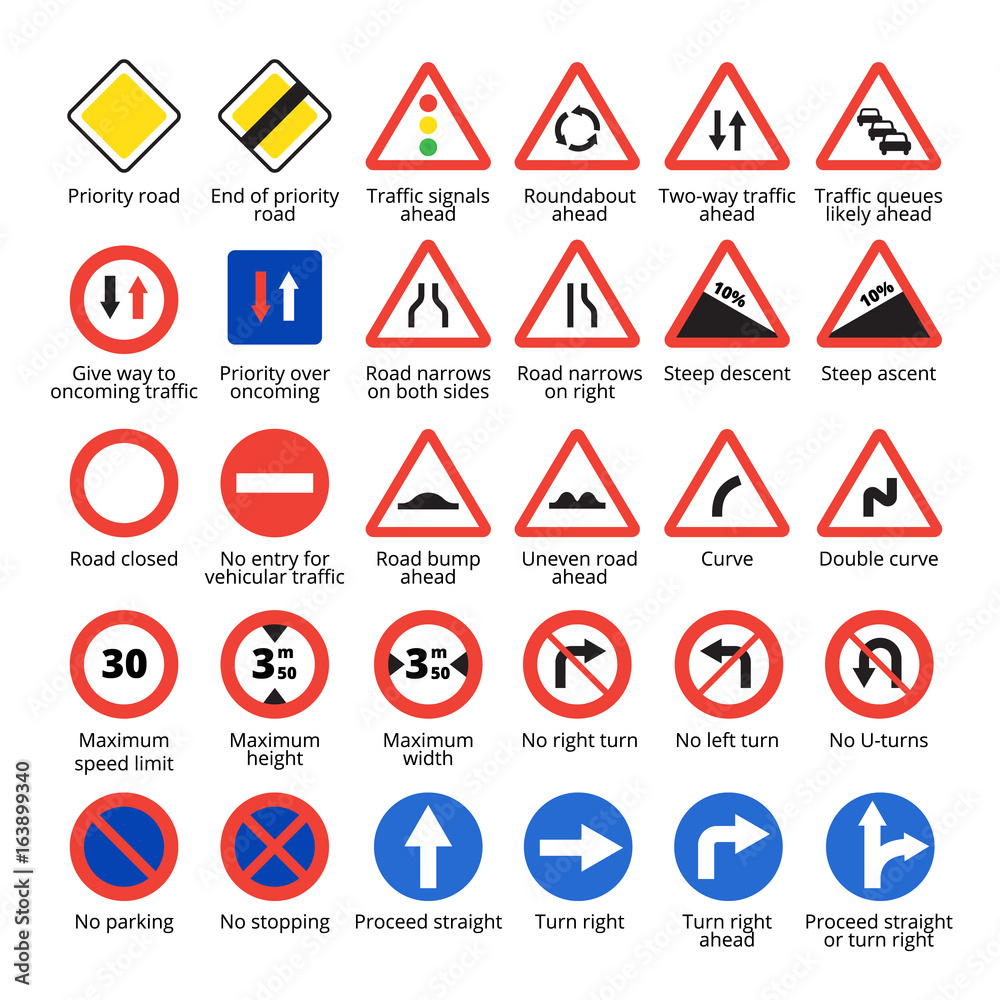 Priority road
End of priority
road
Traffic signals
ahead
Roundabout
ahead
Two-way traffic
ahead
Traffic queues
likely ahead
Give way to
oncoming traffic
Priority over
oncoming
Road narrows
on both sides
Road narrows
on right
10%
Steep descent
10%
Steep ascent
Road closed
No entry for
vehicular traffic
Road bump
ahead
Uneven road
ahead
Curve
Double curve
30
Maximum
speed limit
3 m 50
Maximum
height
3 m 50
Maximum
width
No right turn
No left turn
No U-turns
No parking
No stopping
Proceed straight
Turn right
Turn right
ahead
Proceed straight
or turn right
Adobe Stock | #163899340